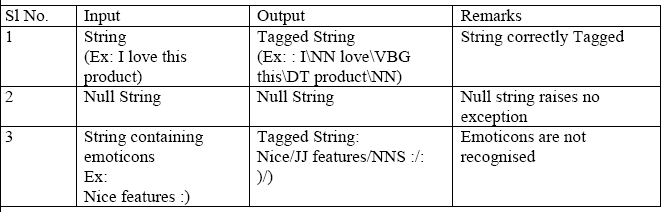 Sl No. Input Output Remarks
1 String Tagged String String correctly Tagged
(Ex: I love this (Ex: : I\NN love\VBG
product) this\DT product\NN)
2 Null String Null String Null string raises no
exception
3 String containing Tagged String: Emoticons are not
emoticons Nice/JJ features/NNS :/: recognised
Ex: )/)
Nice features :)